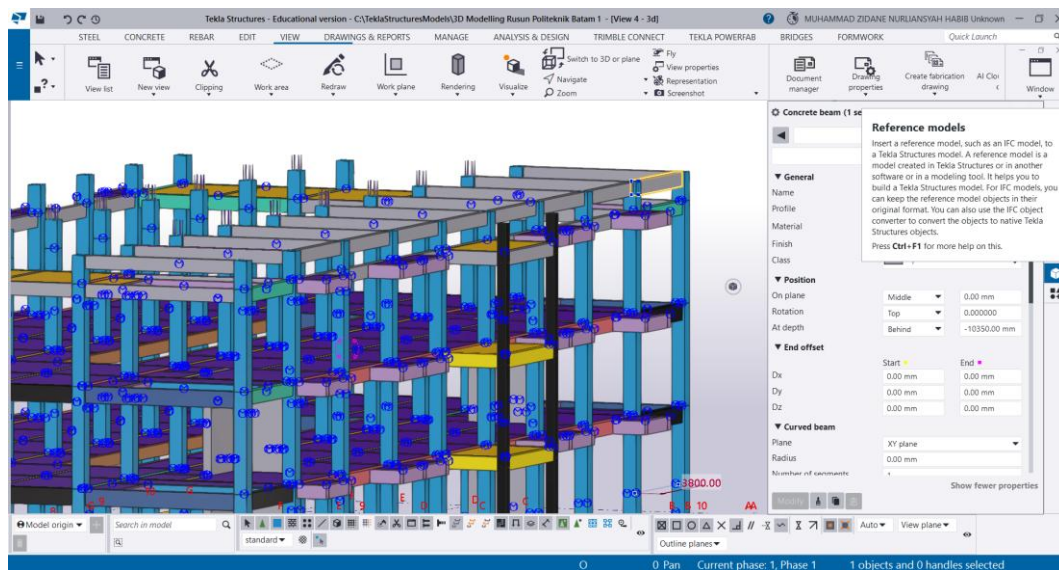 Tekla Structures - Educational version - C:\TeklaStructuresModels\3D Modelling Rusun Politeknik Batam 1 - [View 4 - 3d]
MUHAMMAD ZIDANE NURLIANSYAH HABIB Unknown
STEEL CONCRETE REBAR EDIT VIEW DRAWINGS & REPORTS MANAGE ANALYSIS & DESIGN TRIMBLE CONNECT TEKLA POWERFAB BRIDGES FORMWORK Quick Launch
View list
New view
Clipping
Work area
Redraw
Work plane
Rendering
Visualize
Switch to 3D or plane
Navigate
Zoom
Fly
View properties
Representation
Screenshot
Document manager
Drawing properties
Create fabrication drawing
AI Clo
Window
Concrete beam (1 se
Reference models
Insert a reference model, such as an IFC model, to
a Tekla Structures model. A reference model is a
model created in Tekla Structures or in another
software or in a modeling tool. It helps you to
build a Tekla Structures model. For IFC models, you
can keep the reference model objects in their
original format. You can also use the IFC object
converter to convert the objects to native Tekla
Structures objects.
Press Ctrl+F1 for more help on this.
General
Name
Profile
Material
Finish
Class
Position
On plane Middle 0.00 mm
Rotation Top 0.000000
At depth Behind -10350.00 mm
End offset
Start End
Dx 0.00 mm 0.00 mm
Dy 0.00 mm 0.00 mm
Dz 0.00 mm 0.00 mm
Curved beam
Plane XY plane
Radius 0.00 mm
Number of segments
Show fewer properties
Modify
3800.00
10
Model origin
Search in model
standard
Auto
View plane
Outline planes
O 0 Pan Current phase: 1, Phase 1 1 objects and 0 handles selected